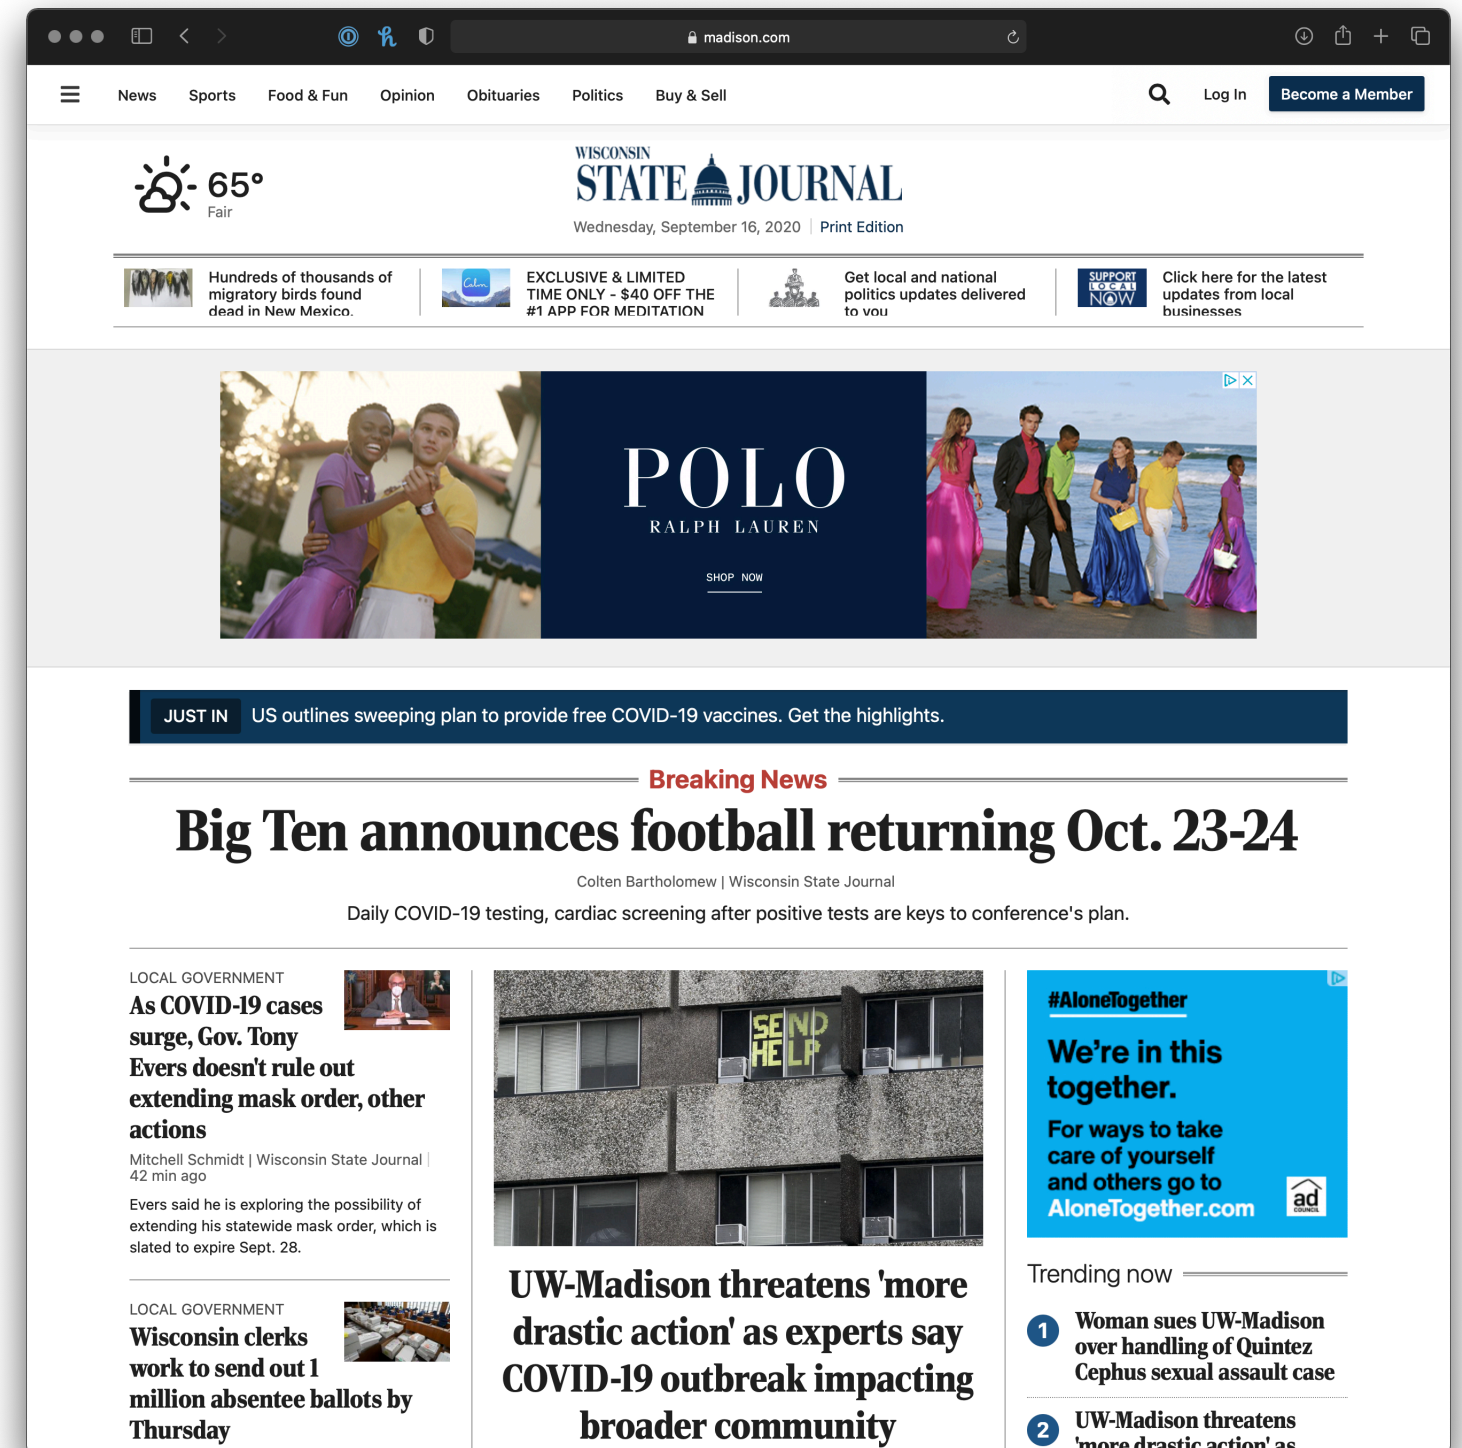 madison.com
News Sports Food & Fun Opinion Obituaries Politics Buy & Sell Log In Become a Member
65°
Fair
WISCONSIN
STATE JOURNAL
Wednesday, September 16, 2020 | Print Edition
Hundreds of thousands of
migratory birds found
dead in New Mexico.
Calm
EXCLUSIVE & LIMITED
TIME ONLY - $40 OFF THE
#1 APP FOR MEDITATION
Get local and national
politics updates delivered
to you
SUPPORT
LOCAL
NOW
Click here for the latest
updates from local
businesses
POLO
RALPH LAUREN
SHOP NOW
JUST IN US outlines sweeping plan to provide free COVID-19 vaccines. Get the highlights.
Breaking News
Big Ten announces football returning Oct. 23-24
Colten Bartholomew | Wisconsin State Journal
Daily COVID-19 testing, cardiac screening after positive tests are keys to conference's plan.
LOCAL GOVERNMENT
As COVID-19 cases
surge, Gov. Tony
Evers doesn't rule out
extending mask order, other
actions
Mitchell Schmidt | Wisconsin State Journal |
42 min ago
Evers said he is exploring the possibility of
extending his statewide mask order, which is
slated to expire Sept. 28.
LOCAL GOVERNMENT
Wisconsin clerks
work to send out 1
million absentee ballots by
Thursday
SEND
HELP
UW-Madison threatens 'more
drastic action' as experts say
COVID-19 outbreak impacting
broader community
#AloneTogether
We're in this
together.
For ways to take
care of yourself
and others go to
AloneTogether.com
ad
COUNCIL
Trending now
1 Woman sues UW-Madison
over handling of Quintez
Cephus sexual assault case
2 UW-Madison threatens
'more drastic action' as